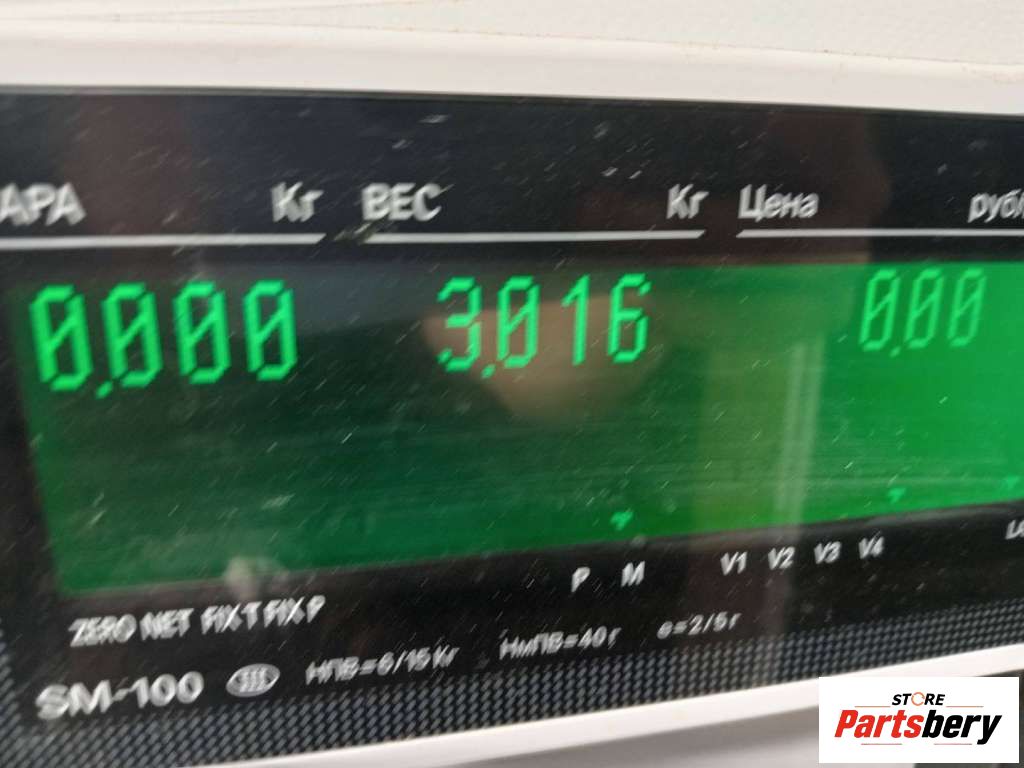 АРА Кг ВЕС Кг Цена рубл
0.000 3.016 0.00
P M V1 V2 V3 V4
ZERO NET FIX T FIX P
SM-100 НПВ=6/15 Кг НмПВ=40 г e=2/5 г
STORE
Partsbery